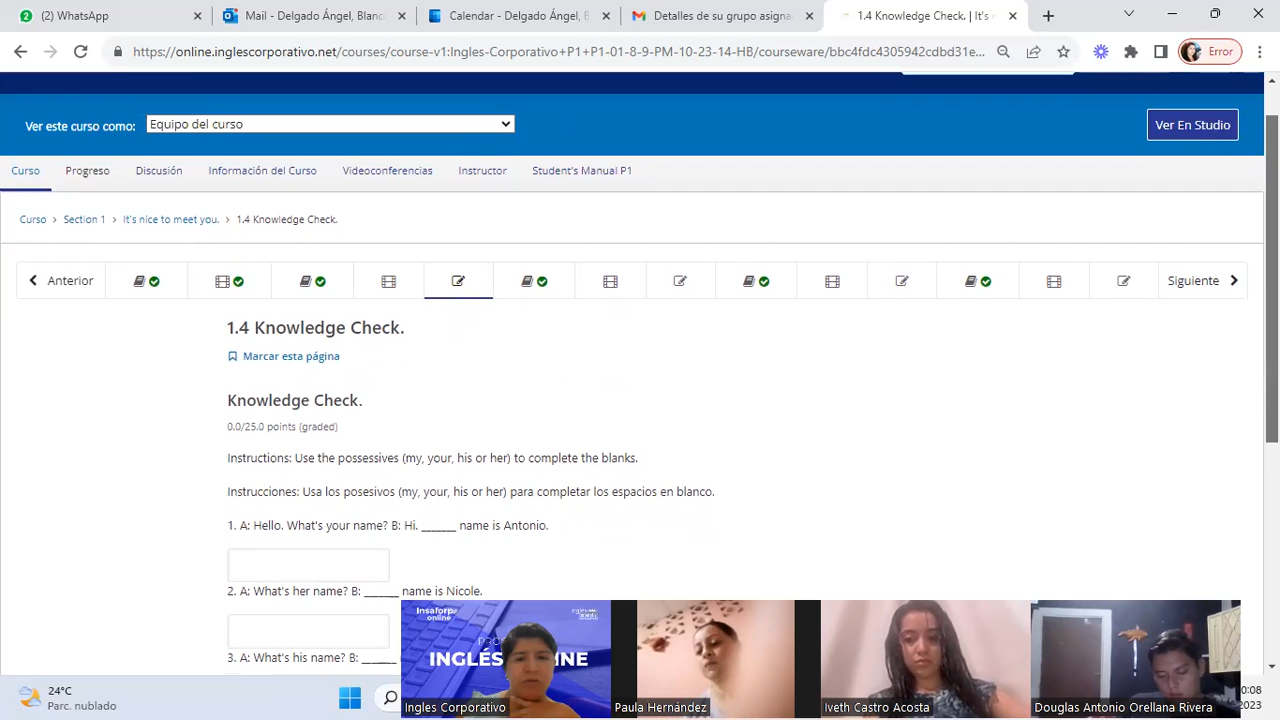 (2) WhatsApp
Mail - Delgado Ángel, Blanc
Calendar - Delgado Ángel, B
Detalles de su grupo asigna
1.4 Knowledge Check. | It's n
https://online.inglescorporativo.net/courses/course-v1:Ingles-Corporativo+P1+P1-01-8-9-PM-10-23-14-HB/courseware/bbc4fdc4305942cdbd31e...
Error
Ver este curso como:
Equipo del curso
Ver En Studio
Curso
Progreso
Discusión
Información del Curso
Videoconferencias
Instructor
Student's Manual P1
Curso > Section 1 > It's nice to meet you. > 1.4 Knowledge Check.
Anterior
Siguiente
1.4 Knowledge Check.
Marcar esta página
Knowledge Check.
0.0/25.0 points (graded)
Instructions: Use the possessives (my, your, his or her) to complete the blanks.
Instrucciones: Usa los posesivos (my, your, his or her) para completar los espacios en blanco.
1. A: Hello. What's your name? B: Hi. ______ name is Antonio.
2. A: What's her name? B: ______ name is Nicole.
3. A: What's his name? B: ______
Insaforp
online
INGLÉS
INE
Ingles Corporativo
Paula Hernández
Iveth Castro Acosta
Douglas Antonio Orellana Rivera
24°C
Parc. nublado
0:08
2023